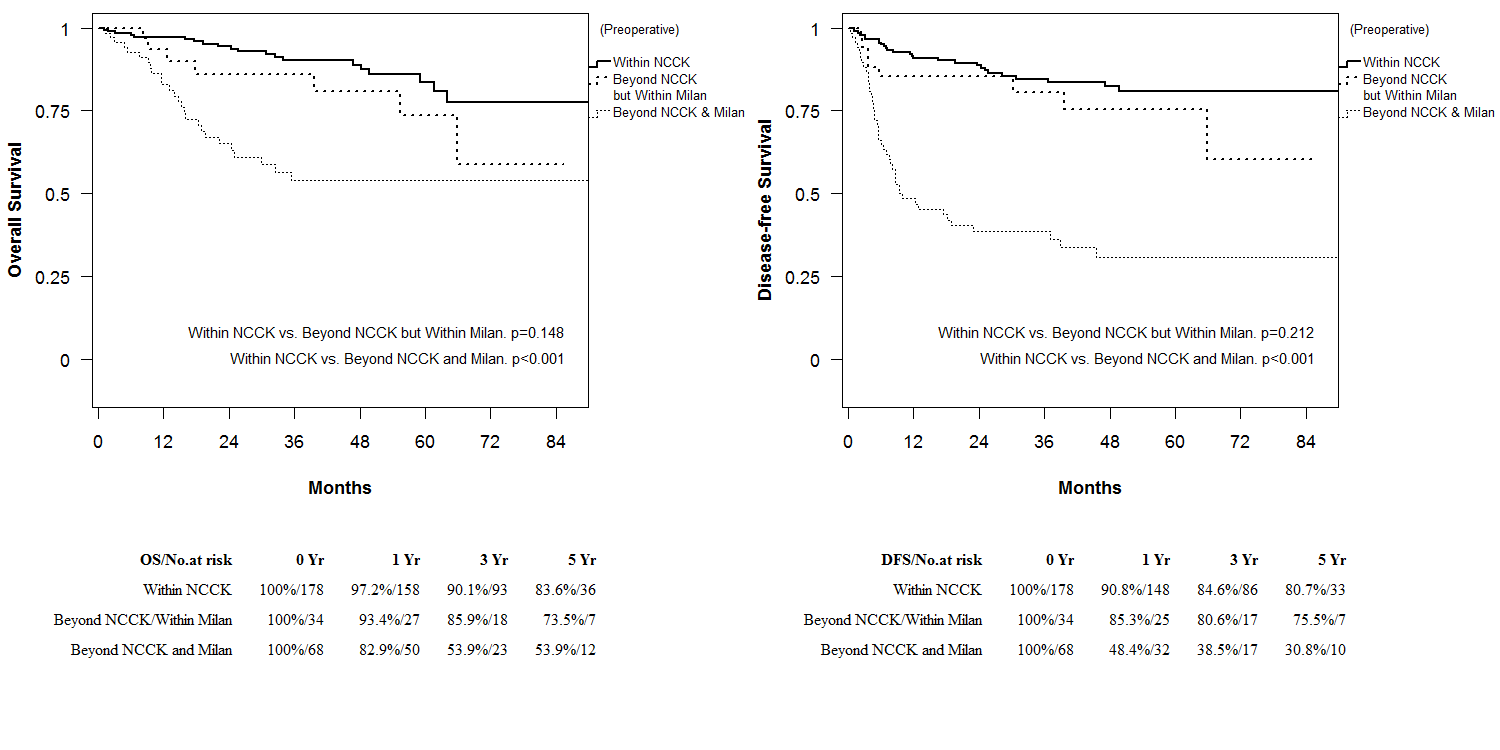 Overall Survival
1
0.75
0.5
0.25
0
0 12 24 36 48 60 72 84
Months
(Preoperative)
Within NCCK
Beyond NCCK
but Within Milan
Beyond NCCK & Milan
Within NCCK vs. Beyond NCCK but Within Milan. p=0.148
Within NCCK vs. Beyond NCCK and Milan. p<0.001
OS/No.at risk 0 Yr 1 Yr 3 Yr 5 Yr
Within NCCK 100%/178 97.2%/158 90.1%/93 83.6%/36
Beyond NCCK/Within Milan 100%/34 93.4%/27 85.9%/18 73.5%/7
Beyond NCCK and Milan 100%/68 82.9%/50 53.9%/23 53.9%/12
Disease-free Survival
1
0.75
0.5
0.25
0
0 12 24 36 48 60 72 84
Months
(Preoperative)
Within NCCK
Beyond NCCK
but Within Milan
Beyond NCCK & Milan
Within NCCK vs. Beyond NCCK but Within Milan. p=0.212
Within NCCK vs. Beyond NCCK and Milan. p<0.001
DFS/No.at risk 0 Yr 1 Yr 3 Yr 5 Yr
Within NCCK 100%/178 90.8%/148 84.6%/86 80.7%/33
Beyond NCCK/Within Milan 100%/34 85.3%/25 80.6%/17 75.5%/7
Beyond NCCK and Milan 100%/68 48.4%/32 38.5%/17 30.8%/10